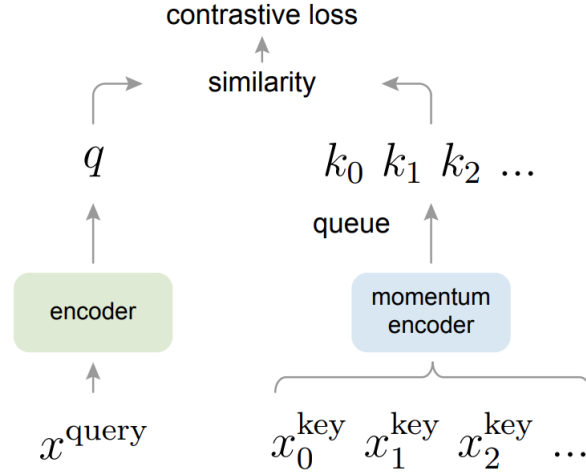 contrastive loss
similarity
q
k₀ k₁ k₂ ...
queue
encoder
momentum
encoder
x^query
x₀^key x₁^key x₂^key ...